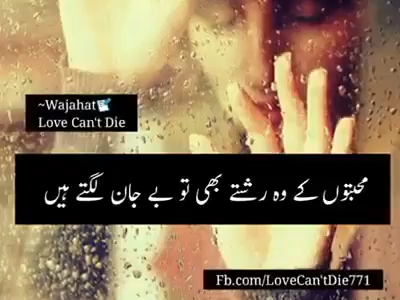 ~Wajahat
Love Can't Die
محبتوں کے وہ رشتے بھی تو بے جان لگتے ہیں
Fb.com/LoveCan'tDie771